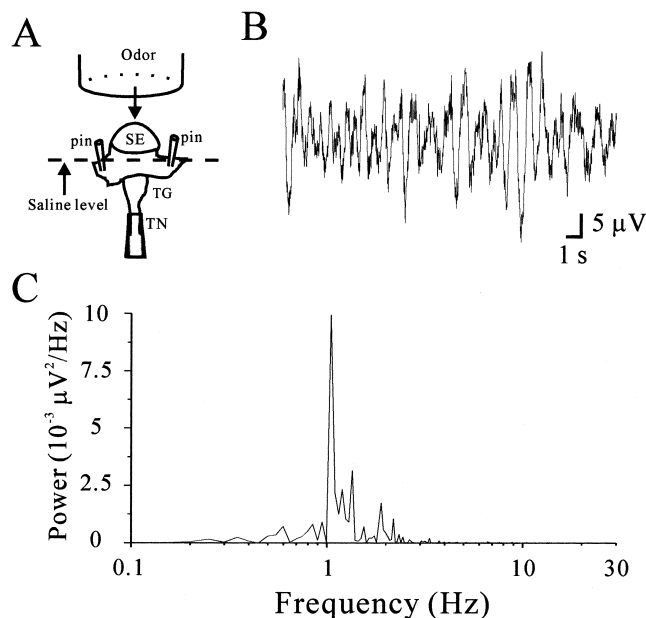 A
Odor
pin
SE
pin
TG
Saline level
TN
B
5 µV
1 s
C
Power (10⁻³ µV²/Hz)
10
7.5
5
2.5
0
0.1
1
10
30
Frequency (Hz)